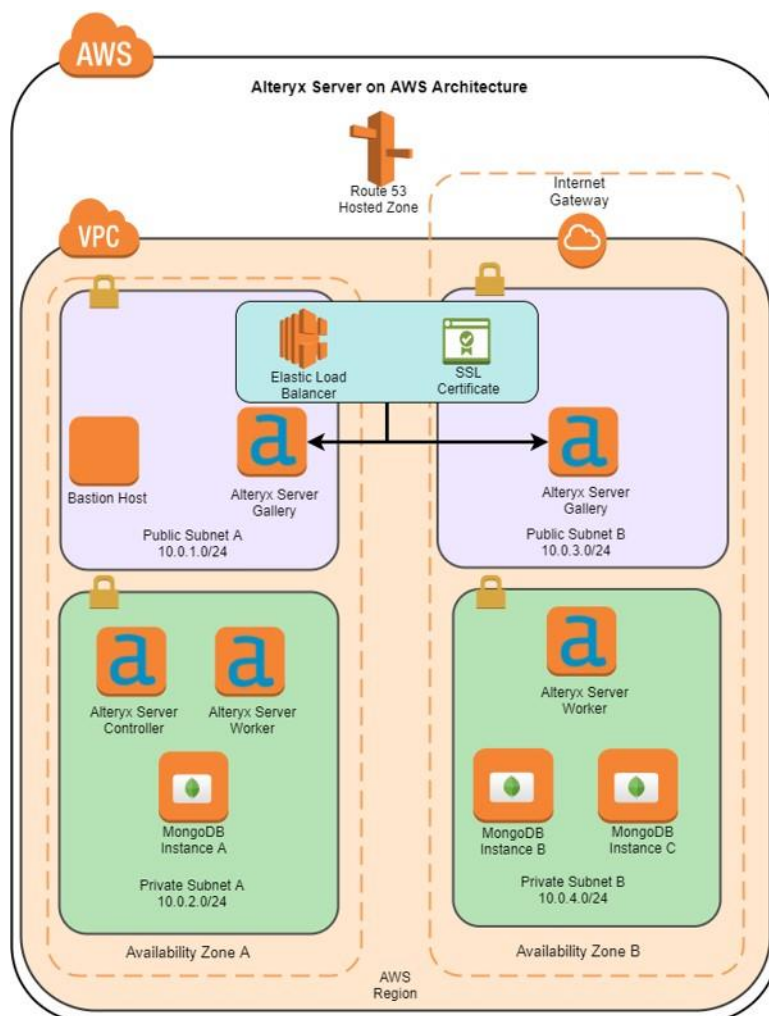 AWS
Alteryx Server on AWS Architecture
Route 53
Hosted Zone
Internet
Gateway
VPC
Elastic Load
Balancer
SSL
Certificate
Bastion Host
Alteryx Server
Gallery
Alteryx Server
Gallery
Public Subnet A
10.0.1.0/24
Public Subnet B
10.0.3.0/24
Alteryx Server
Controller
Alteryx Server
Worker
Alteryx Server
Worker
MongoDB
Instance A
MongoDB
Instance B
MongoDB
Instance C
Private Subnet A
10.0.2.0/24
Private Subnet B
10.0.4.0/24
Availability Zone A
Availability Zone B
AWS
Region